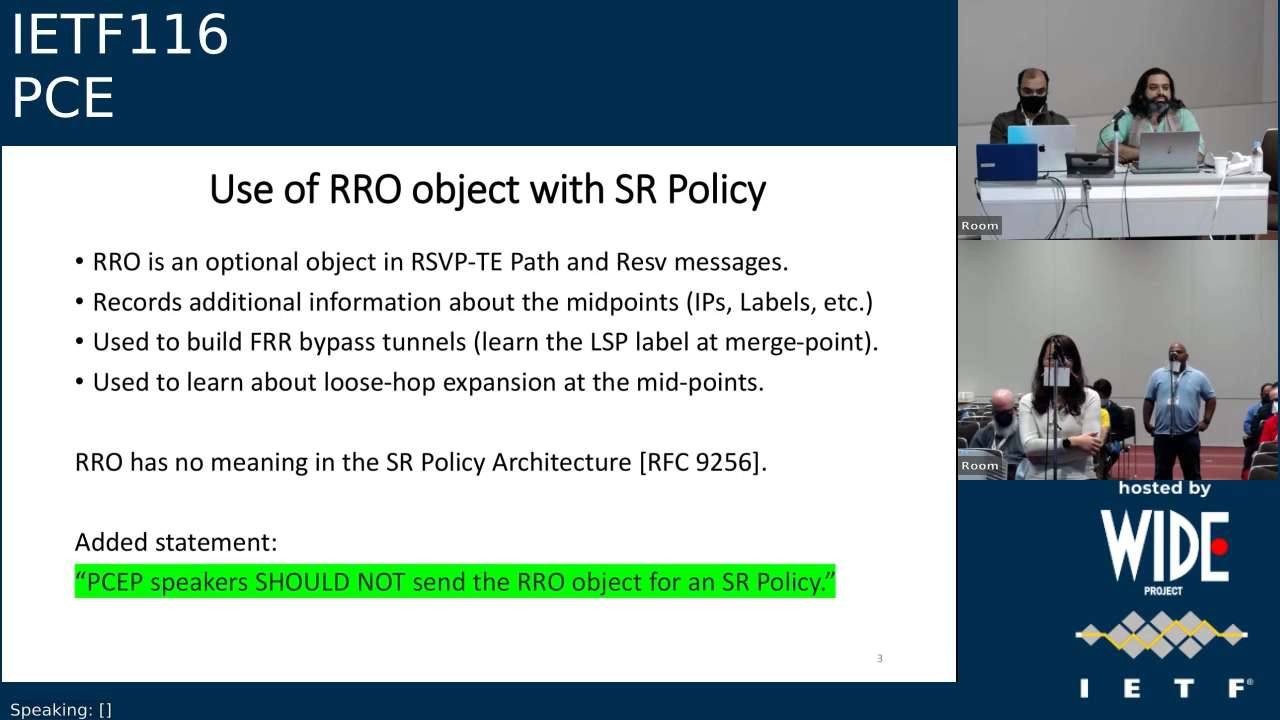 IETF116
PCE
Use of RRO object with SR Policy
• RRO is an optional object in RSVP-TE Path and Resv messages.
• Records additional information about the midpoints (IPs, Labels, etc.)
• Used to build FRR bypass tunnels (learn the LSP label at merge-point).
• Used to learn about loose-hop expansion at the mid-points.
RRO has no meaning in the SR Policy Architecture [RFC 9256].
Added statement:
“PCEP speakers SHOULD NOT send the RRO object for an SR Policy.”
3
Speaking: []
Room
Room
hosted by
WIDE
PROJECT
I E T F®